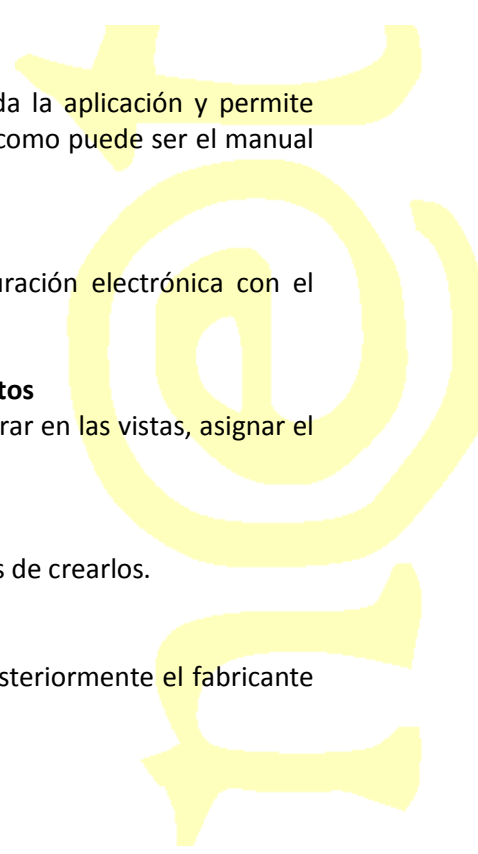 da la aplicación y permite
como puede ser el manual
uración electrónica con el
tos
rar en las vistas, asignar el
s de crearlos.
steriormente el fabricante
n@t